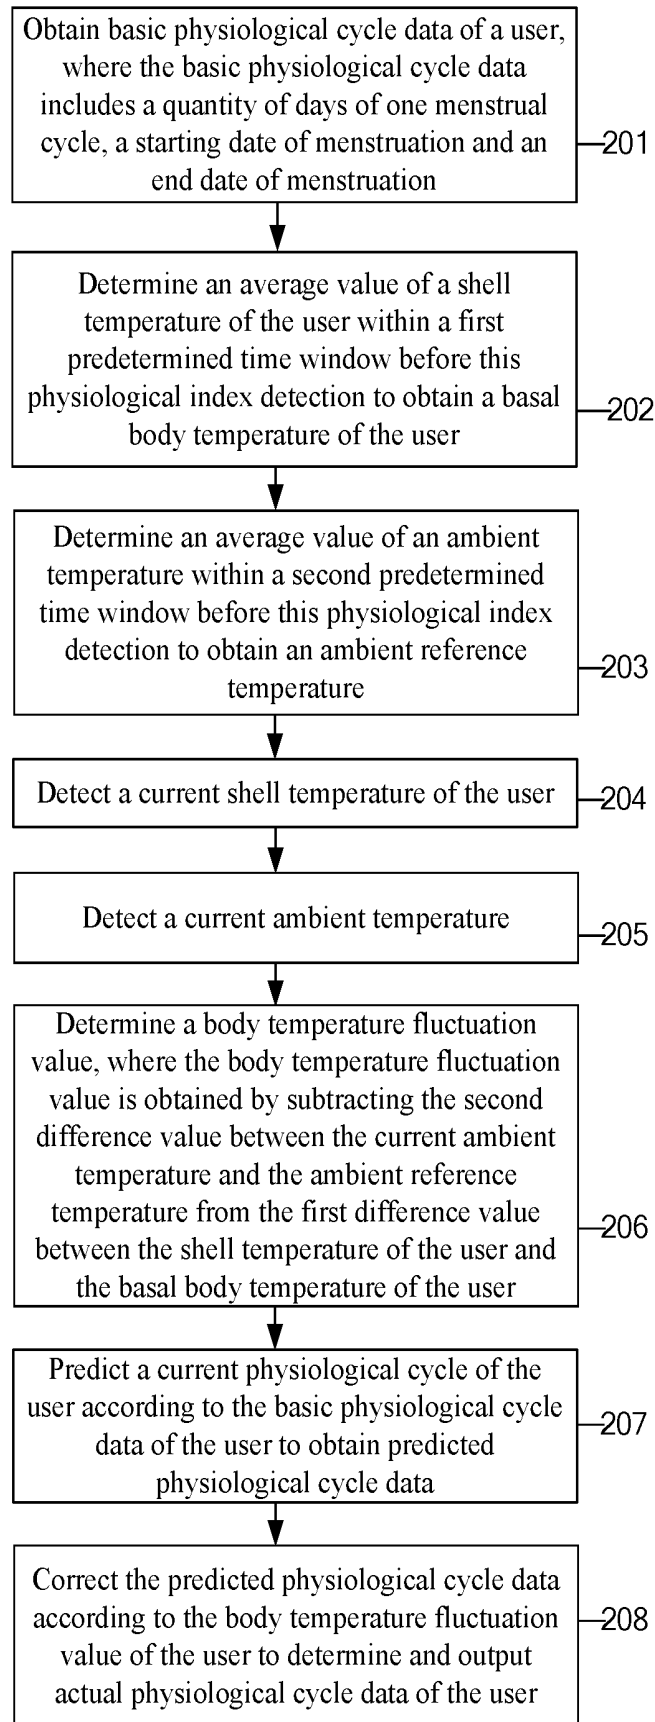 Obtain basic physiological cycle data of a user,
where the basic physiological cycle data
includes a quantity of days of one menstrual
cycle, a starting date of menstruation and an
end date of menstruation
201
Determine an average value of a shell
temperature of the user within a first
predetermined time window before this
physiological index detection to obtain a basal
body temperature of the user
202
Determine an average value of an ambient
temperature within a second predetermined
time window before this physiological index
detection to obtain an ambient reference
temperature
203
Detect a current shell temperature of the user
204
Detect a current ambient temperature
205
Determine a body temperature fluctuation
value, where the body temperature fluctuation
value is obtained by subtracting the second
difference value between the current ambient
temperature and the ambient reference
temperature from the first difference value
between the shell temperature of the user and
the basal body temperature of the user
206
Predict a current physiological cycle of the
user according to the basic physiological cycle
data of the user to obtain predicted
physiological cycle data
207
Correct the predicted physiological cycle data
according to the body temperature fluctuation
value of the user to determine and output
actual physiological cycle data of the user
208